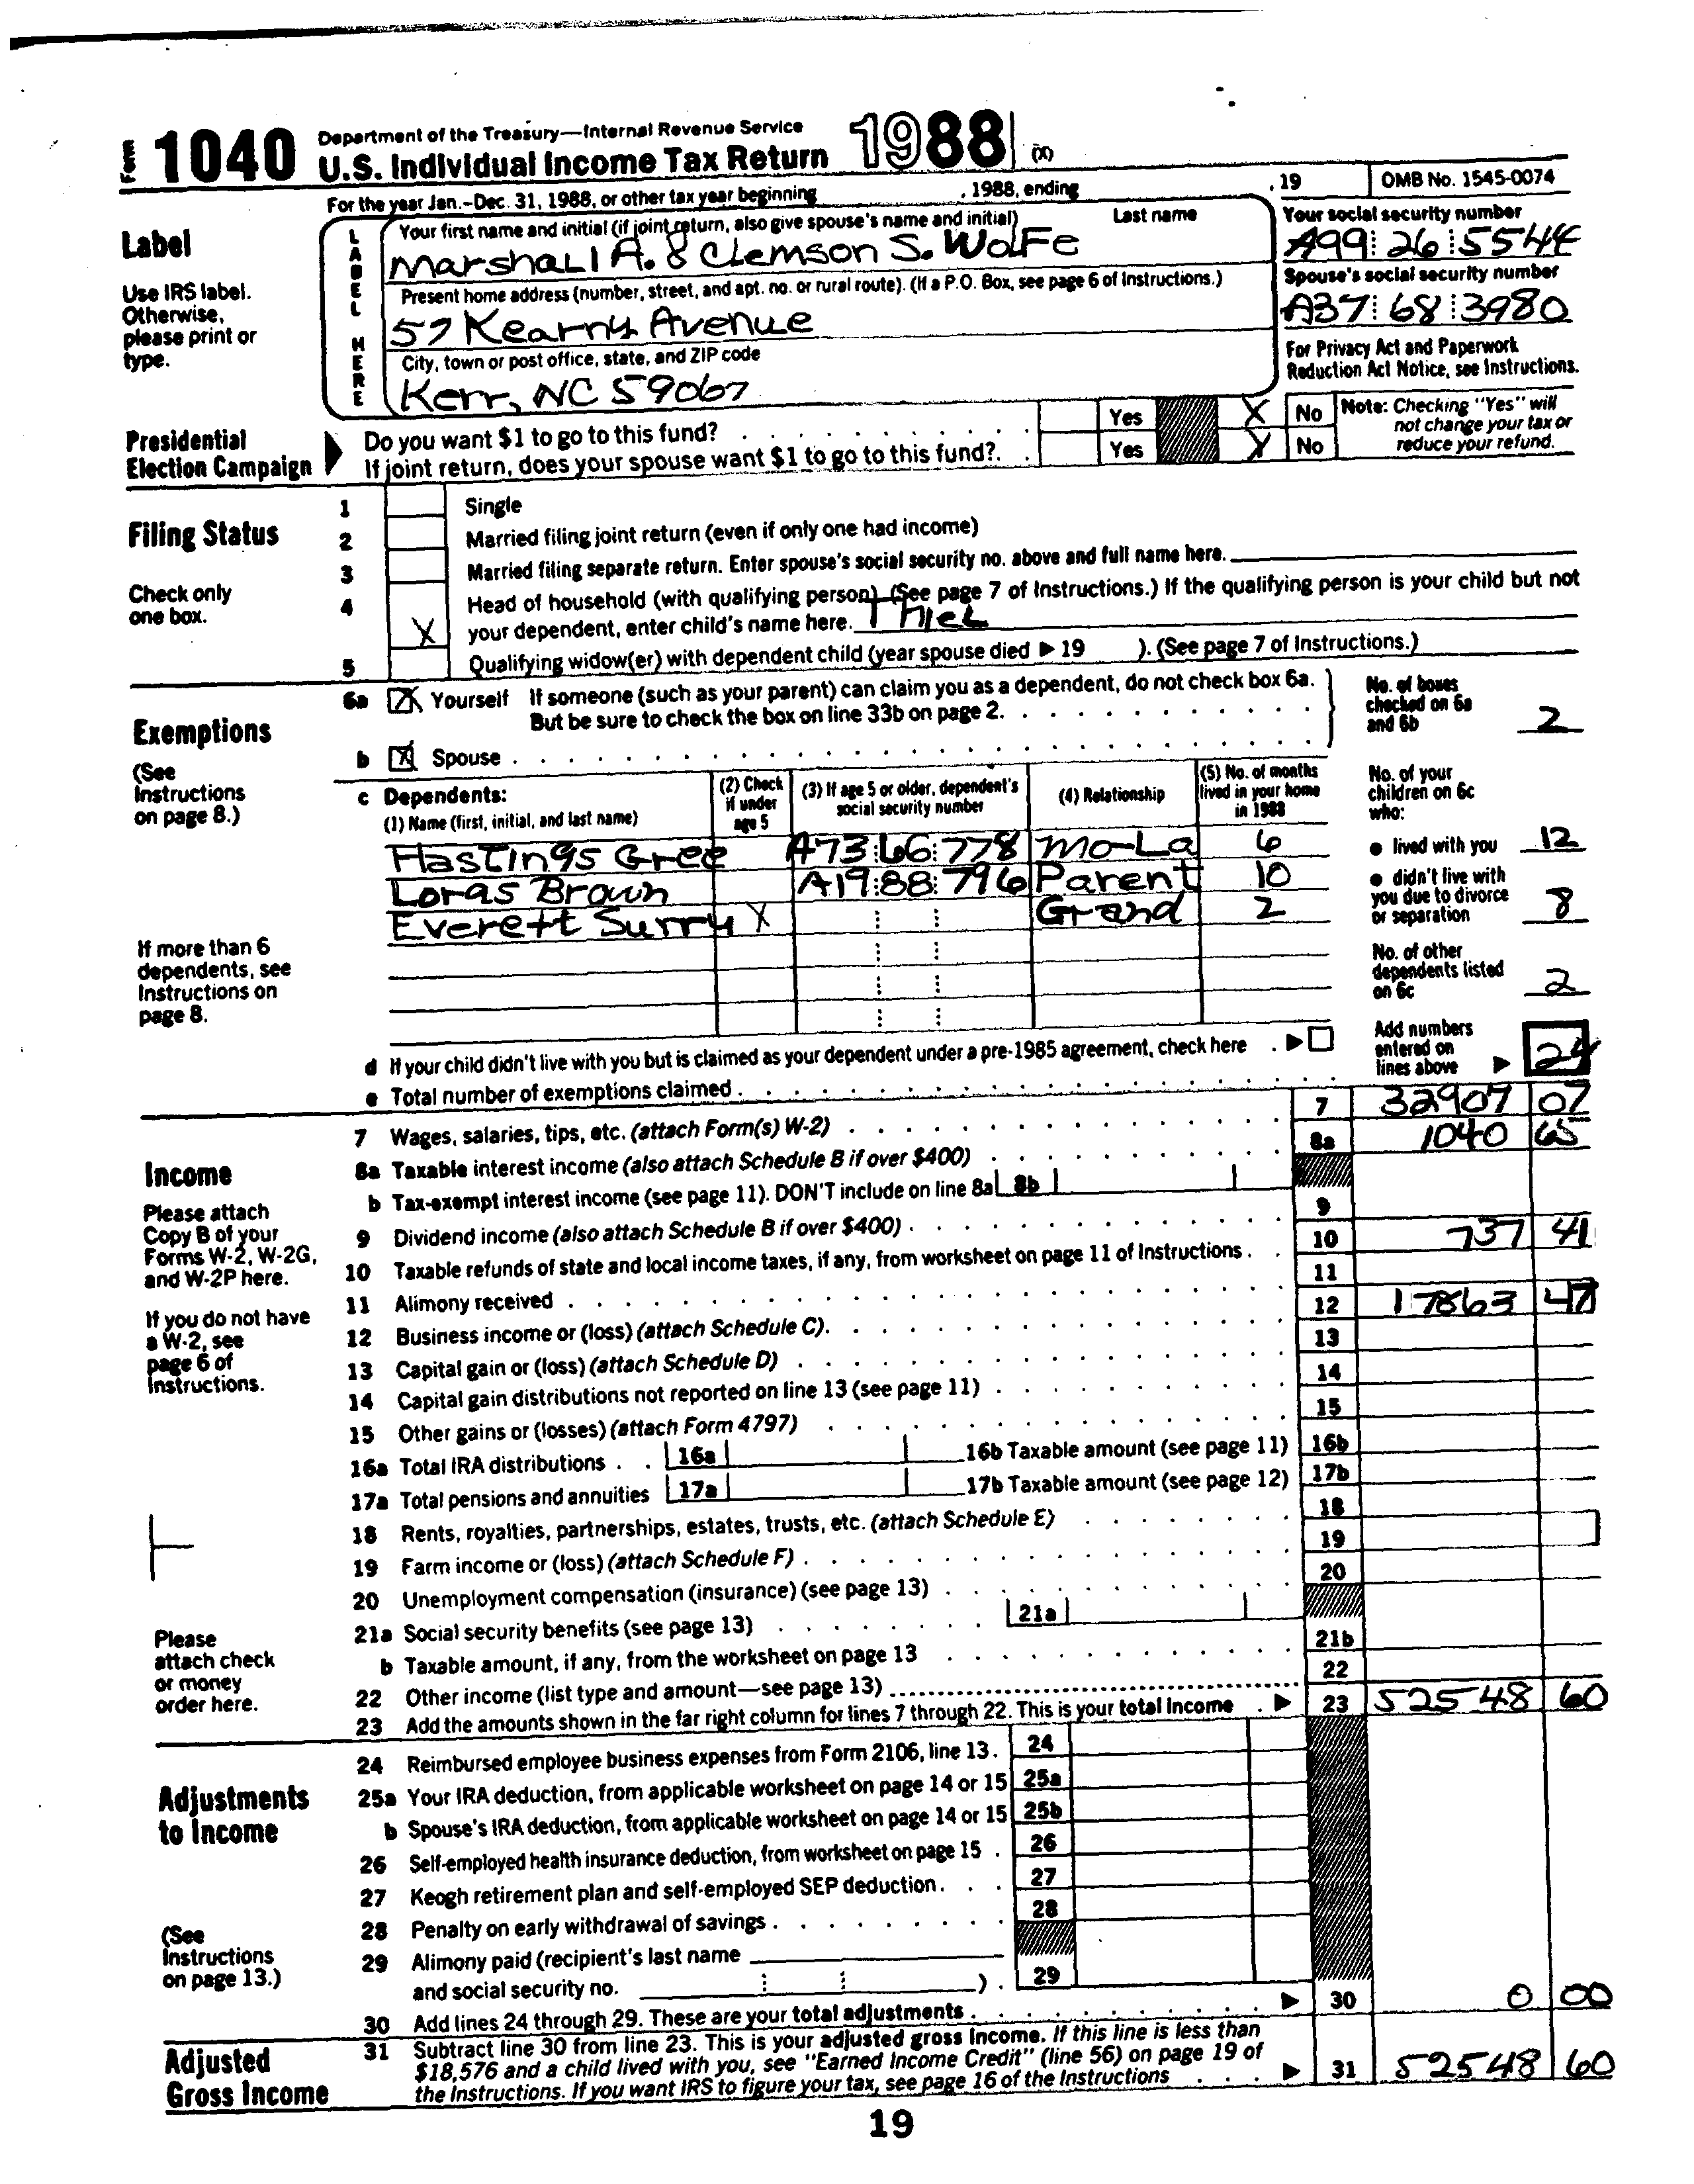 Form 1040 Department of the Treasury—Internal Revenue Service
U.S. Individual Income Tax Return 1988 (X)
For the year Jan.-Dec. 31, 1988, or other tax year beginning , 1988, ending , 19 OMB No. 1545-0074
Label
Use IRS label.
Otherwise,
please print or
type.
LABEL HERE
Your first name and initial (if joint return, also give spouse's name and initial) Last name
Marshall A. & Clemson S. Wolfe
Your social security number
A99 26 5544
Present home address (number, street, and apt. no. or rural route). (If a P.O. Box, see page 6 of Instructions.)
57 Kearny Avenue
Spouse's social security number
A37 68 3980
City, town or post office, state, and ZIP code
Kerr, NC 59067
For Privacy Act and Paperwork
Reduction Act Notice, see Instructions.
Presidential
Election Campaign
Do you want $1 to go to this fund? Yes X No
If joint return, does your spouse want $1 to go to this fund?. Yes X No
Note: Checking "Yes" will
not change your tax or
reduce your refund.
Filing Status
Check only
one box.
1 Single
2 Married filing joint return (even if only one had income)
3 Married filing separate return. Enter spouse's social security no. above and full name here.
4 Head of household (with qualifying person). (See page 7 of Instructions.) If the qualifying person is your child but not
X your dependent, enter child's name here. Thiel
5 Qualifying widow(er) with dependent child (year spouse died ▶ 19 ). (See page 7 of Instructions.)
Exemptions
(See
Instructions
on page 8.)
6a X Yourself If someone (such as your parent) can claim you as a dependent, do not check box 6a.
But be sure to check the box on line 33b on page 2.
b X Spouse
No. of boxes
checked on 6a
and 6b 2
c Dependents:
(1) Name (first, initial, and last name)
(2) Check
if under
age 5
(3) If age 5 or older, dependent's
social security number
(4) Relationship
(5) No. of months
lived in your home
in 1988
Hastings Gree A73 66 778 Mo-La 6
Loras Brown A19 88 796 Parent 10
Everett Surry X Grand 2
No. of your
children on 6c
who:
● lived with you 12
● didn't live with
you due to divorce
or separation 8
No. of other
dependents listed
on 6c 2
If more than 6
dependents, see
Instructions on
page 8.
d If your child didn't live with you but is claimed as your dependent under a pre-1985 agreement, check here ▶
e Total number of exemptions claimed
Add numbers
entered on
lines above ▶ 24
Income
Please attach
Copy B of your
Forms W-2, W-2G,
and W-2P here.
If you do not have
a W-2, see
page 6 of
Instructions.
7 Wages, salaries, tips, etc. (attach Form(s) W-2) 7 32907 07
8a Taxable interest income (also attach Schedule B if over $400) 8a 1040 65
b Tax-exempt interest income (see page 11). DON'T include on line 8a 8b
9 Dividend income (also attach Schedule B if over $400) 9
10 Taxable refunds of state and local income taxes, if any, from worksheet on page 11 of Instructions 10 737 41
11 Alimony received 11
12 Business income or (loss) (attach Schedule C). 12 17863 47
13 Capital gain or (loss) (attach Schedule D) 13
14 Capital gain distributions not reported on line 13 (see page 11) 14
15 Other gains or (losses) (attach Form 4797) 15
16a Total IRA distributions 16a 16b Taxable amount (see page 11) 16b
17a Total pensions and annuities 17a 17b Taxable amount (see page 12) 17b
18 Rents, royalties, partnerships, estates, trusts, etc. (attach Schedule E) 18
19 Farm income or (loss) (attach Schedule F) 19
20 Unemployment compensation (insurance) (see page 13) 20
21a Social security benefits (see page 13) 21a
b Taxable amount, if any, from the worksheet on page 13 21b
22 Other income (list type and amount—see page 13) 22
23 Add the amounts shown in the far right column for lines 7 through 22. This is your total income ▶ 23 52548 60
Please
attach check
or money
order here.
Adjustments
to Income
(See
Instructions
on page 13.)
24 Reimbursed employee business expenses from Form 2106, line 13. 24
25a Your IRA deduction, from applicable worksheet on page 14 or 15 25a
b Spouse's IRA deduction, from applicable worksheet on page 14 or 15 25b
26 Self-employed health insurance deduction, from worksheet on page 15 26
27 Keogh retirement plan and self-employed SEP deduction 27
28 Penalty on early withdrawal of savings 28
29 Alimony paid (recipient's last name
and social security no. ) 29
30 Add lines 24 through 29. These are your total adjustments ▶ 30 0 00
Adjusted
Gross Income
31 Subtract line 30 from line 23. This is your adjusted gross income. If this line is less than
$18,576 and a child lived with you, see "Earned Income Credit" (line 56) on page 19 of
the Instructions. If you want IRS to figure your tax, see page 16 of the Instructions ▶ 31 52548 60
19